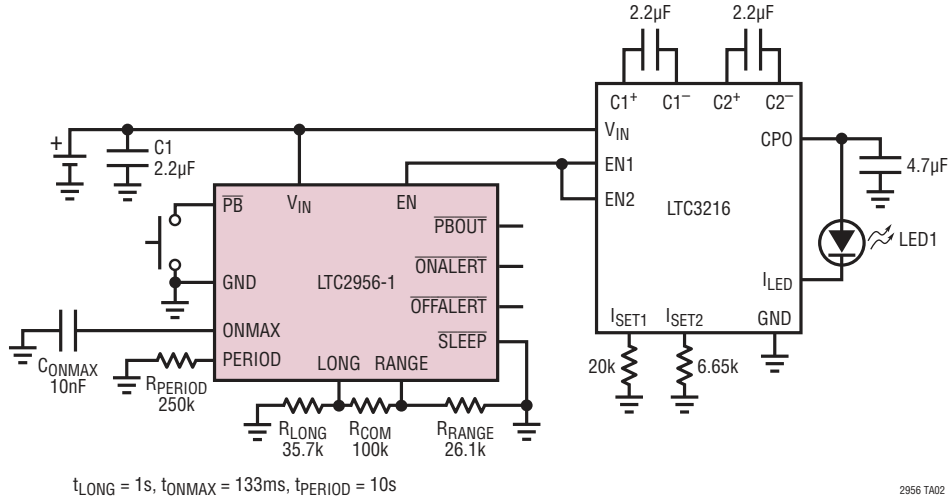 2.2µF
2.2µF
C1+ C1– C2+ C2–
+
C1
2.2µF
VIN
EN1
EN2
LTC3216
CPO
4.7µF
LED1
ILED
ISET1 ISET2 GND
20k
6.65k
PB
VIN
EN
PBOUT
GND
LTC2956-1
ONALERT
OFFALERT
ONMAX
SLEEP
PERIOD
LONG RANGE
CONMAX
10nF
RPERIOD
250k
RLONG
35.7k
RCOM
100k
RRANGE
26.1k
tLONG = 1s, tONMAX = 133ms, tPERIOD = 10s
2956 TA02